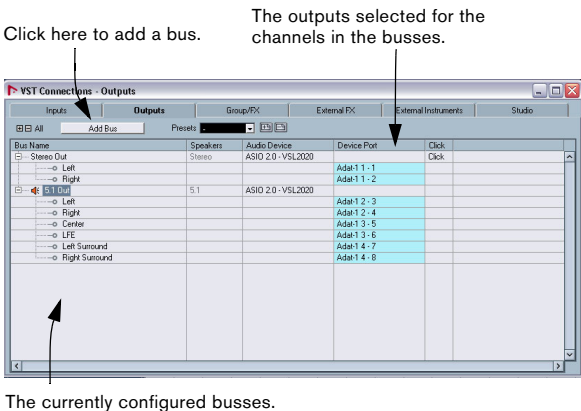 Click here to add a bus.
The outputs selected for the
channels in the busses.
VST Connections - Outputs
Inputs Outputs Group/FX External FX External Instruments Studio
All Add Bus Presets -
Bus Name Speakers Audio Device Device Port Click
Stereo Out Stereo ASIO 2.0 - VSL2020 Click
Left Adat-1 1 - 1
Right Adat-1 1 - 2
5.1 Out 5.1 ASIO 2.0 - VSL2020
Left Adat-1 2 - 3
Right Adat-1 2 - 4
Center Adat-1 3 - 5
LFE Adat-1 3 - 6
Left Surround Adat-1 4 - 7
Right Surround Adat-1 4 - 8
The currently configured busses.